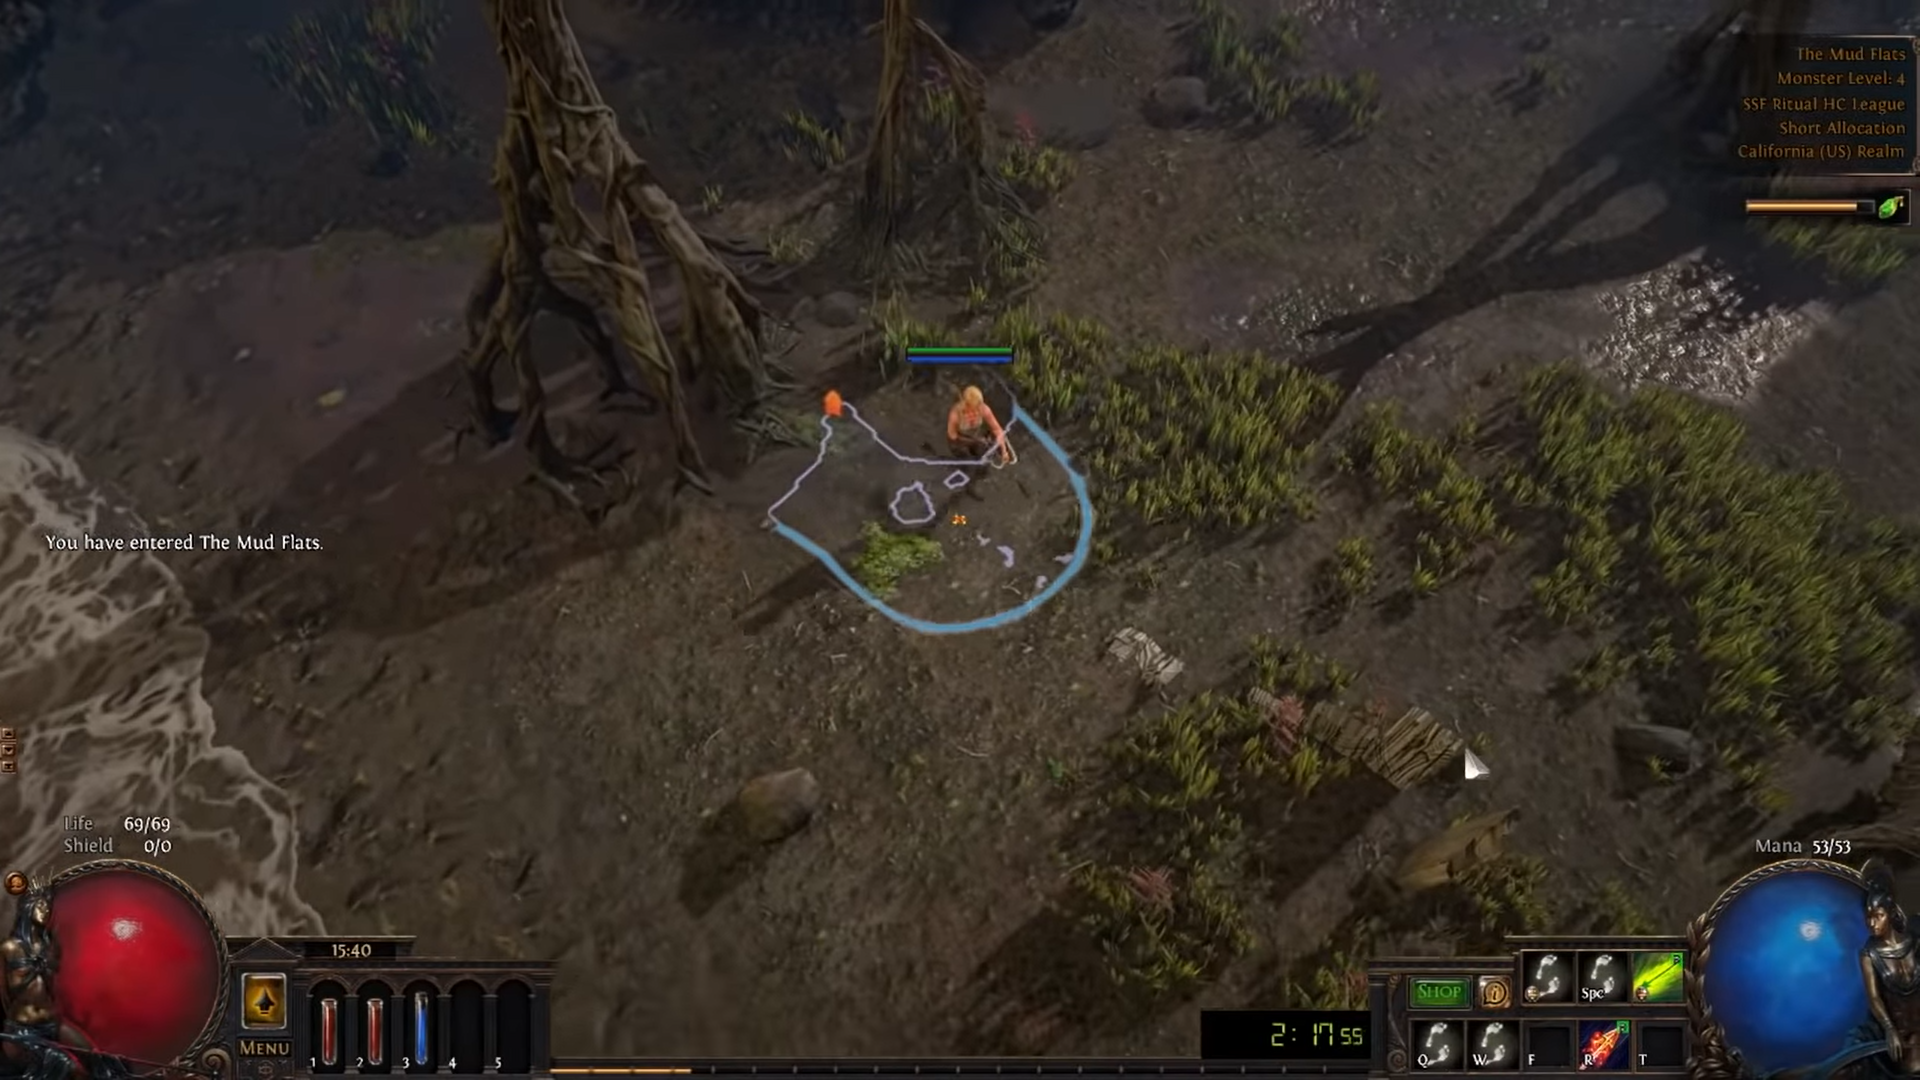 The Mud Flats
Monster Level: 4
SSF Ritual HC League
Short Allocation
California (US) Realm
You have entered The Mud Flats.
Life 69/69
Shield 0/0
Mana 53/53
15:40
SHOP
Spc
R
MENU
1 2 3 4 5
2:17 55
Q W F R T